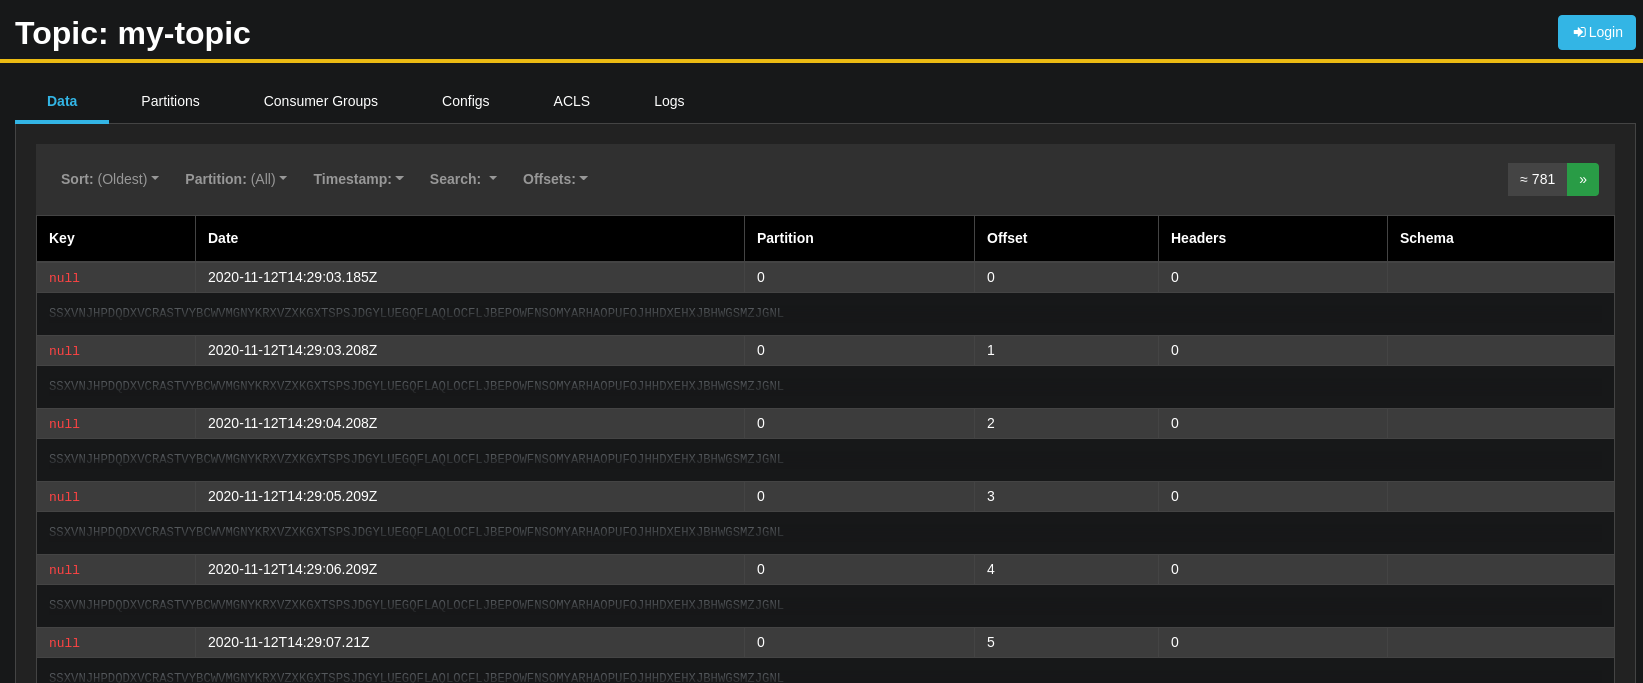 Topic: my-topic
Login
Data Partitions Consumer Groups Configs ACLS Logs
Sort: (Oldest) Partition: (All) Timestamp: Search: Offsets: ≈ 781 »
Key Date Partition Offset Headers Schema
null 2020-11-12T14:29:03.185Z 0 0 0
SSXVNJHPDQDXVCRASTVYBCWVMGNYKRXVZXKGXTSPSJDGYLUEGQFLAQLOCFLJBEPOWFNSOMYARHAOPUFOJHHDXEHXJBHWGSMZJGNL
null 2020-11-12T14:29:03.208Z 0 1 0
SSXVNJHPDQDXVCRASTVYBCWVMGNYKRXVZXKGXTSPSJDGYLUEGQFLAQLOCFLJBEPOWFNSOMYARHAOPUFOJHHDXEHXJBHWGSMZJGNL
null 2020-11-12T14:29:04.208Z 0 2 0
SSXVNJHPDQDXVCRASTVYBCWVMGNYKRXVZXKGXTSPSJDGYLUEGQFLAQLOCFLJBEPOWFNSOMYARHAOPUFOJHHDXEHXJBHWGSMZJGNL
null 2020-11-12T14:29:05.209Z 0 3 0
SSXVNJHPDQDXVCRASTVYBCWVMGNYKRXVZXKGXTSPSJDGYLUEGQFLAQLOCFLJBEPOWFNSOMYARHAOPUFOJHHDXEHXJBHWGSMZJGNL
null 2020-11-12T14:29:06.209Z 0 4 0
SSXVNJHPDQDXVCRASTVYBCWVMGNYKRXVZXKGXTSPSJDGYLUEGQFLAQLOCFLJBEPOWFNSOMYARHAOPUFOJHHDXEHXJBHWGSMZJGNL
null 2020-11-12T14:29:07.21Z 0 5 0
SSXVNJHPDQDXVCRASTVYBCWVMGNYKRXVZXKGXTSPSJDGYLUEGQFLAQLOCFLJBEPOWFNSOMYARHAOPUFOJHHDXEHXJBHWGSMZJGNL